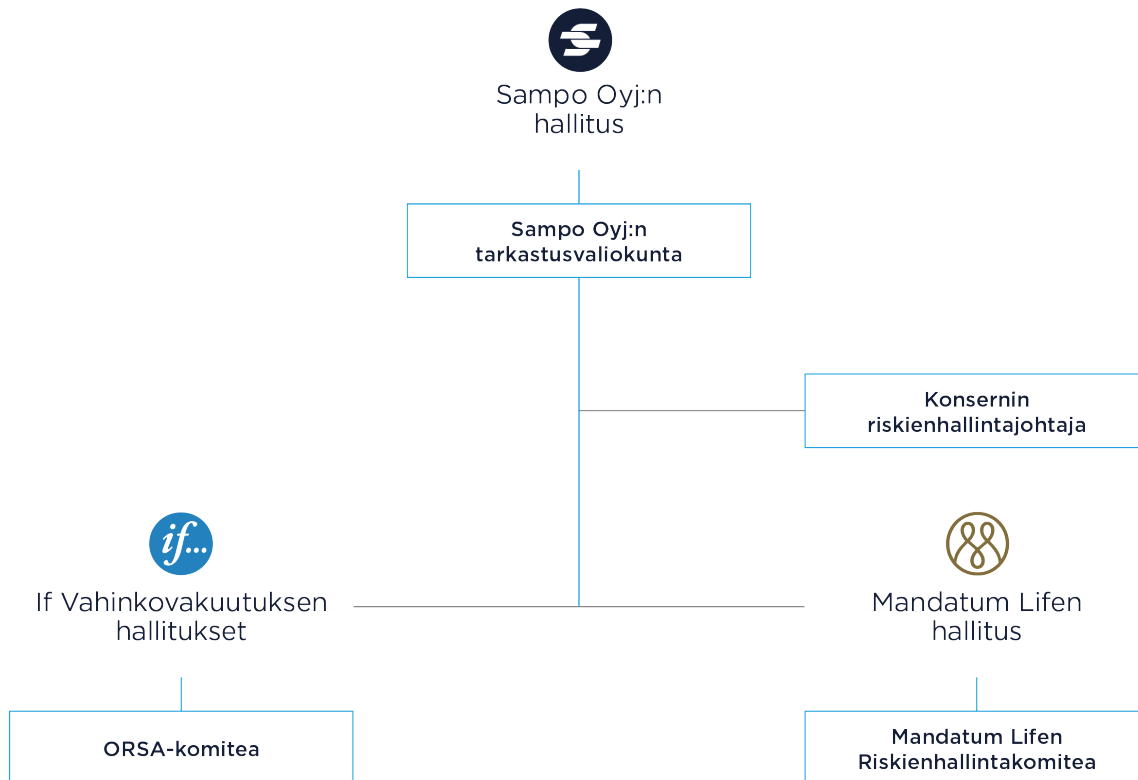 Sampo Oyj:n
hallitus
Sampo Oyj:n
tarkastusvaliokunta
Konsernin
riskienhallintajohtaja
if...
If Vahinkovakuutuksen
hallitukset
Mandatum Lifen
hallitus
ORSA-komitea
Mandatum Lifen
Riskienhallintakomitea